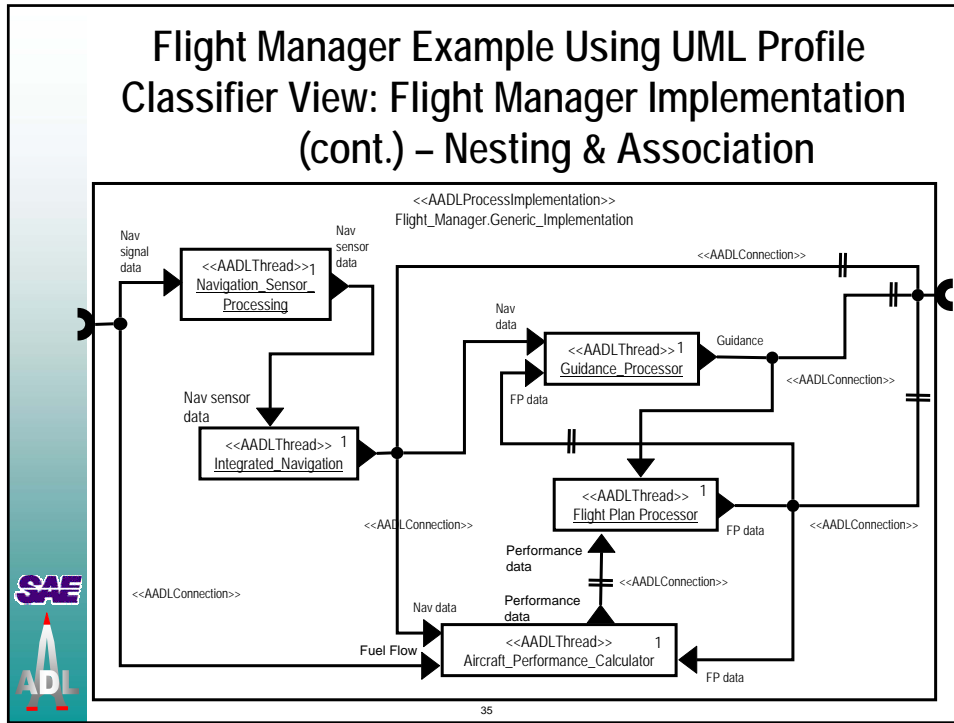 Flight Manager Example Using UML Profile
Classifier View: Flight Manager Implementation
(cont.) – Nesting & Association
<<AADLProcessImplementation>>
Flight_Manager.Generic_Implementation
Nav
signal
data
<<AADLThread>> 1
Navigation_Sensor_
Processing
Nav
sensor
data
<<AADLConnection>>
Nav
data
<<AADLThread>> 1
Guidance_Processor
Guidance
FP data
<<AADLConnection>>
Nav sensor
data
<<AADLThread>> 1
Integrated_Navigation
<<AADLThread>> 1
Flight Plan Processor
FP data
<<AADLConnection>>
<<AADLConnection>>
Performance
data
<<AADLConnection>>
<<AADLConnection>>
Performance
data
Nav data
Fuel Flow
<<AADLThread>> 1
Aircraft_Performance_Calculator
FP data
SAE
ADL
35